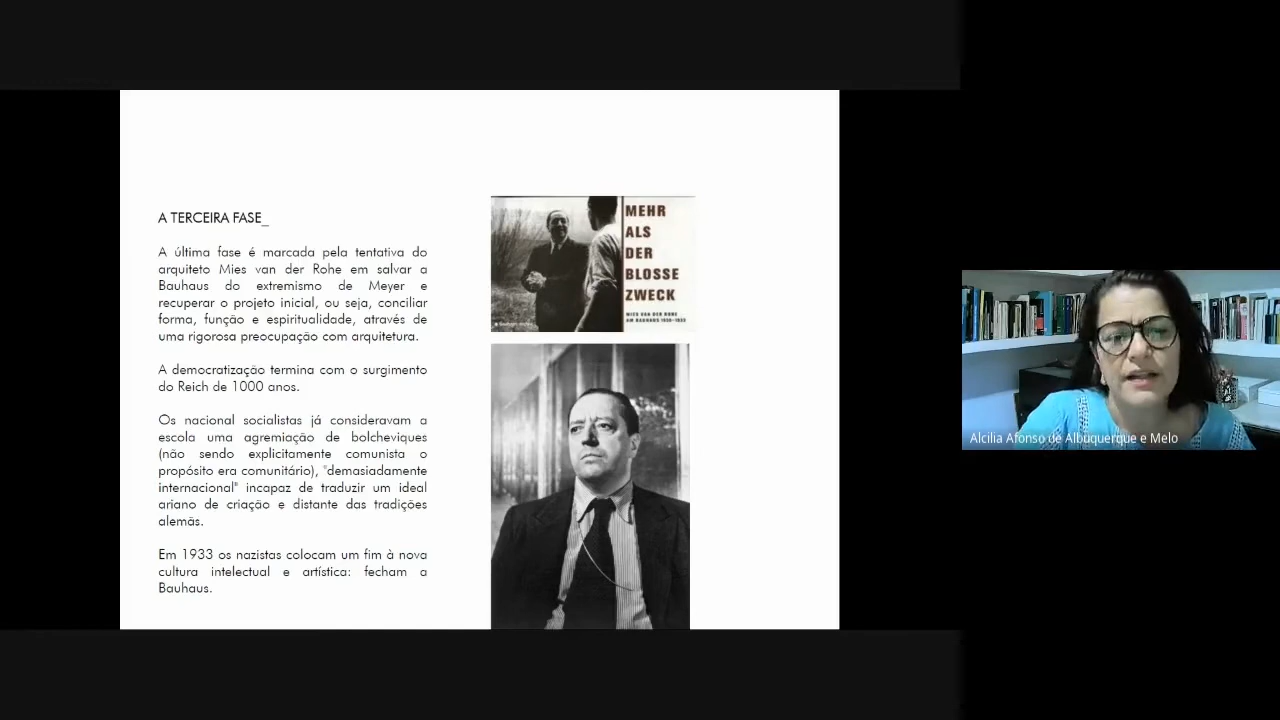 A TERCEIRA FASE_
A última fase é marcada pela tentativa do
arquiteto Mies van der Rohe em salvar a
Bauhaus do extremismo de Meyer e
recuperar o projeto inicial, ou seja, conciliar
forma, função e espiritualidade, através de
uma rigorosa preocupação com arquitetura.
A democratização termina com o surgimento
do Reich de 1000 anos.
Os nacional socialistas já consideravam a
escola uma agremiação de bolcheviques
(não sendo explicitamente comunista o
propósito era comunitário), "demasiadamente
internacional" incapaz de traduzir um ideal
ariano de criação e distante das tradições
alemãs.
Em 1933 os nazistas colocam um fim à nova
cultura intelectual e artística: fecham a
Bauhaus.
MEHR
ALS
DER
BLOSSE
ZWECK
MIES VAN DER ROHE
AM BAUHAUS 1930-1933
Alcilia Afonso de Albuquerque e Melo